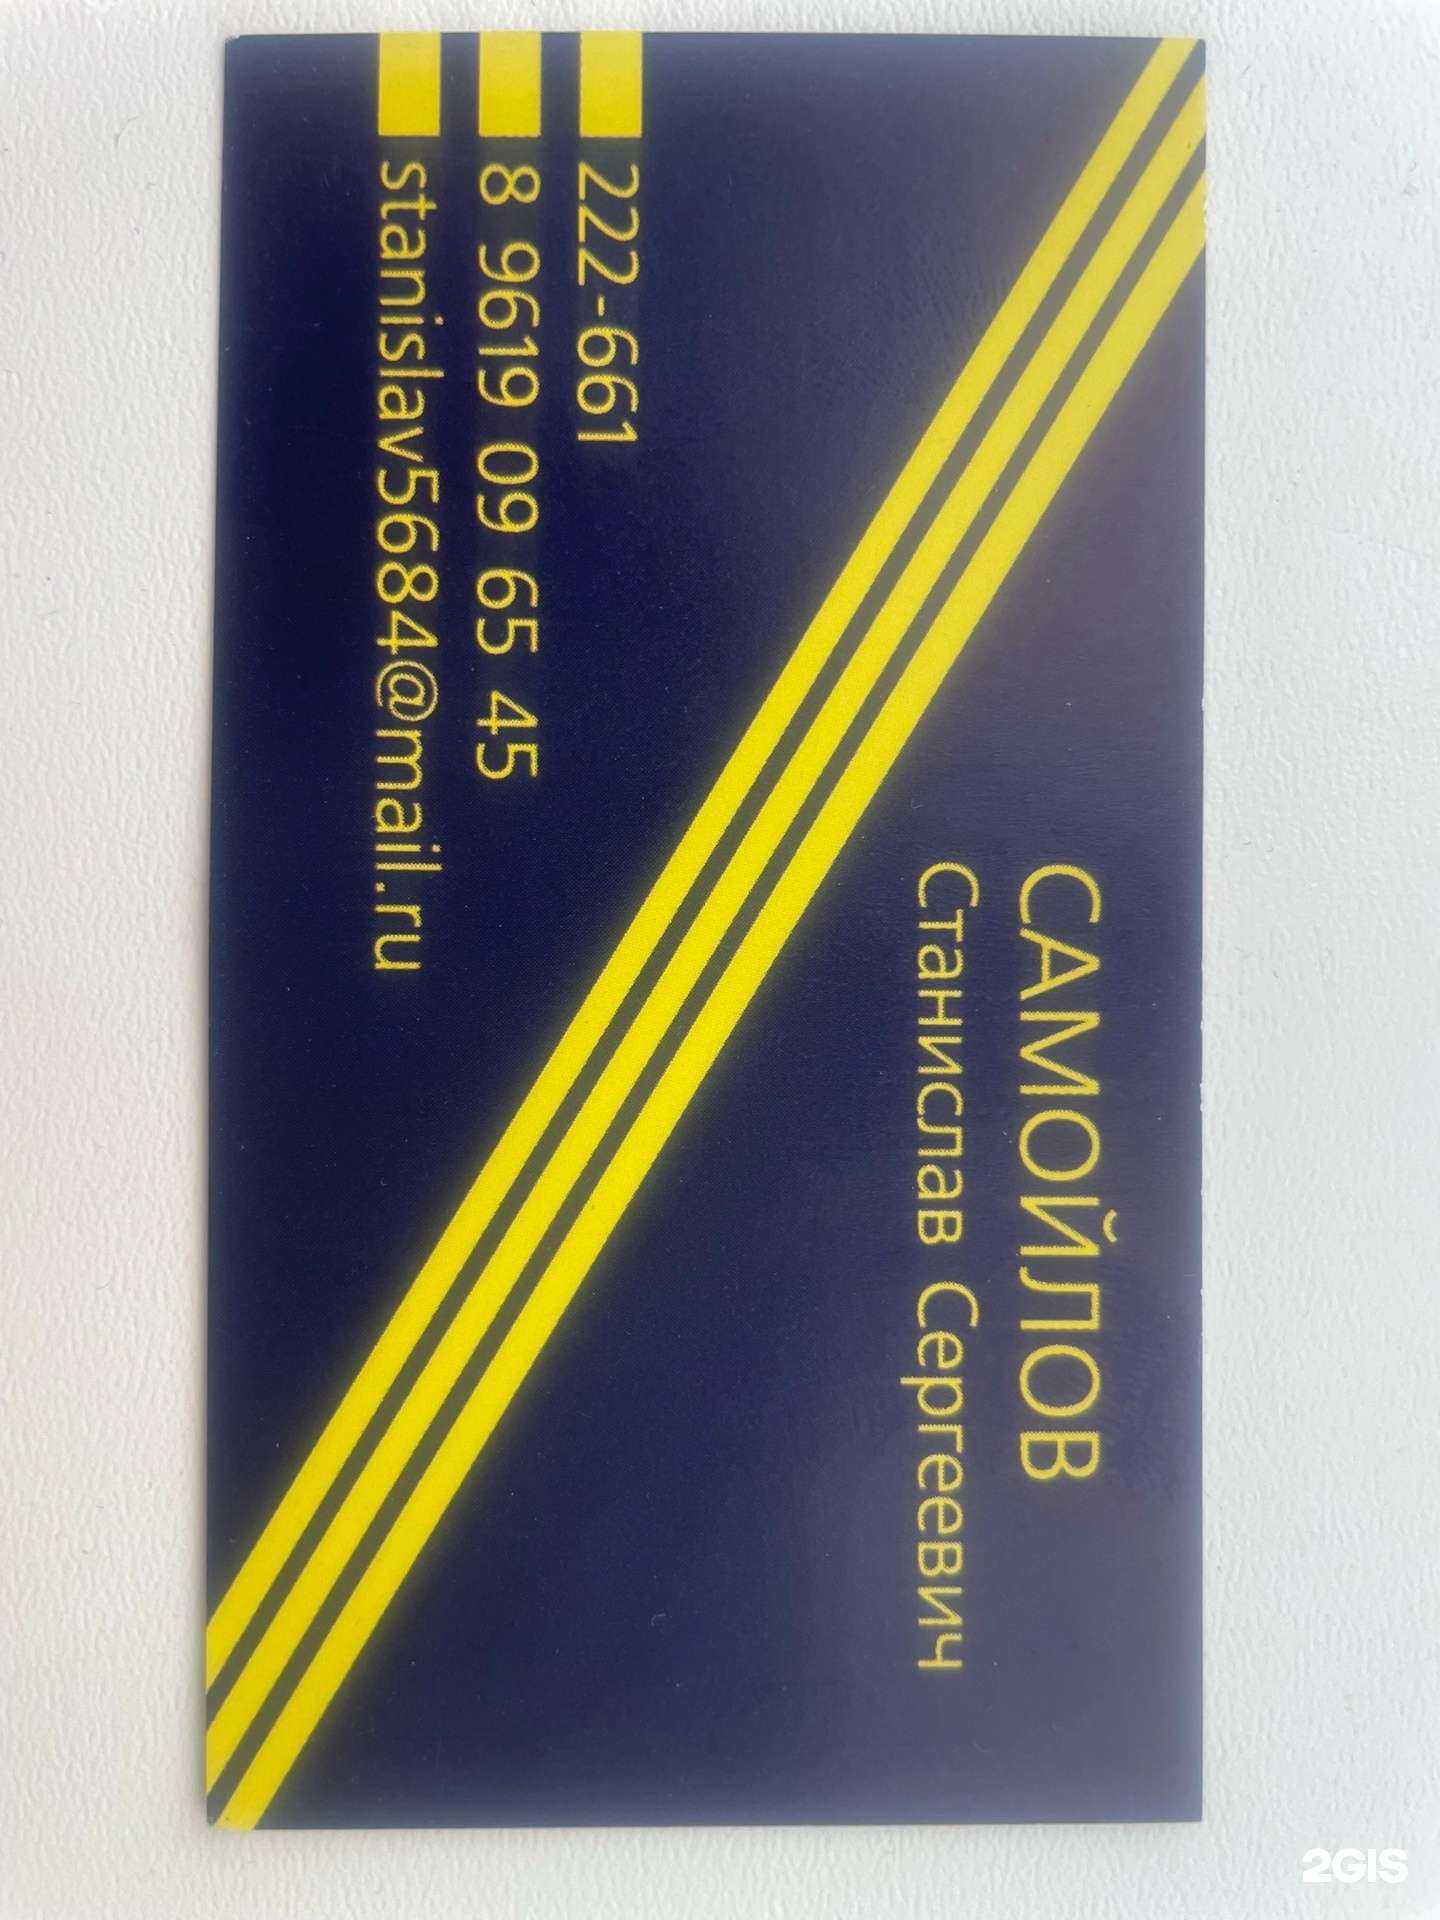 САМОЙЛОВ
Станислав Сергеевич
222-661
8 9619 09 65 45
stanislav5684@mail.ru
2GIS